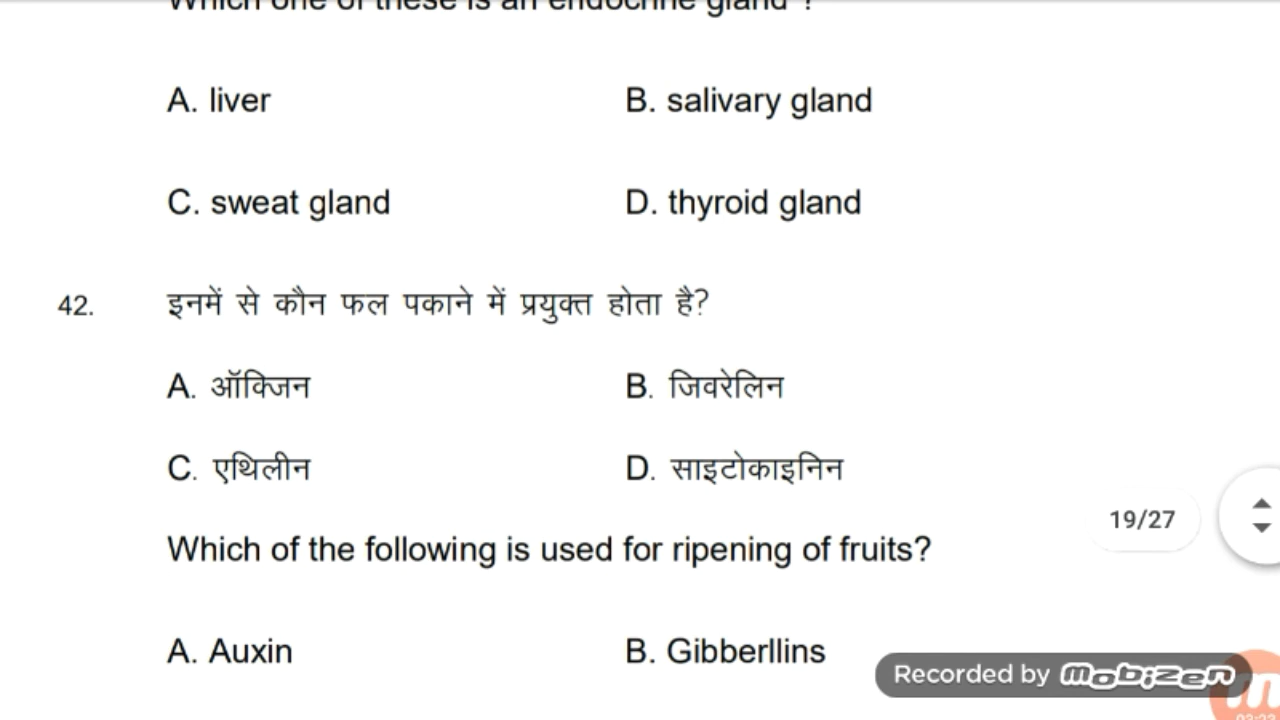 Which one of these is an endocrine gland ?
A. liver B. salivary gland
C. sweat gland D. thyroid gland
42. इनमें से कौन फल पकाने में प्रयुक्त होता है?
A. ऑक्जिन B. जिवरेलिन
C. एथिलीन D. साइटोकाइनिन
19/27
Which of the following is used for ripening of fruits?
A. Auxin B. Gibberllins
Recorded by mobizen